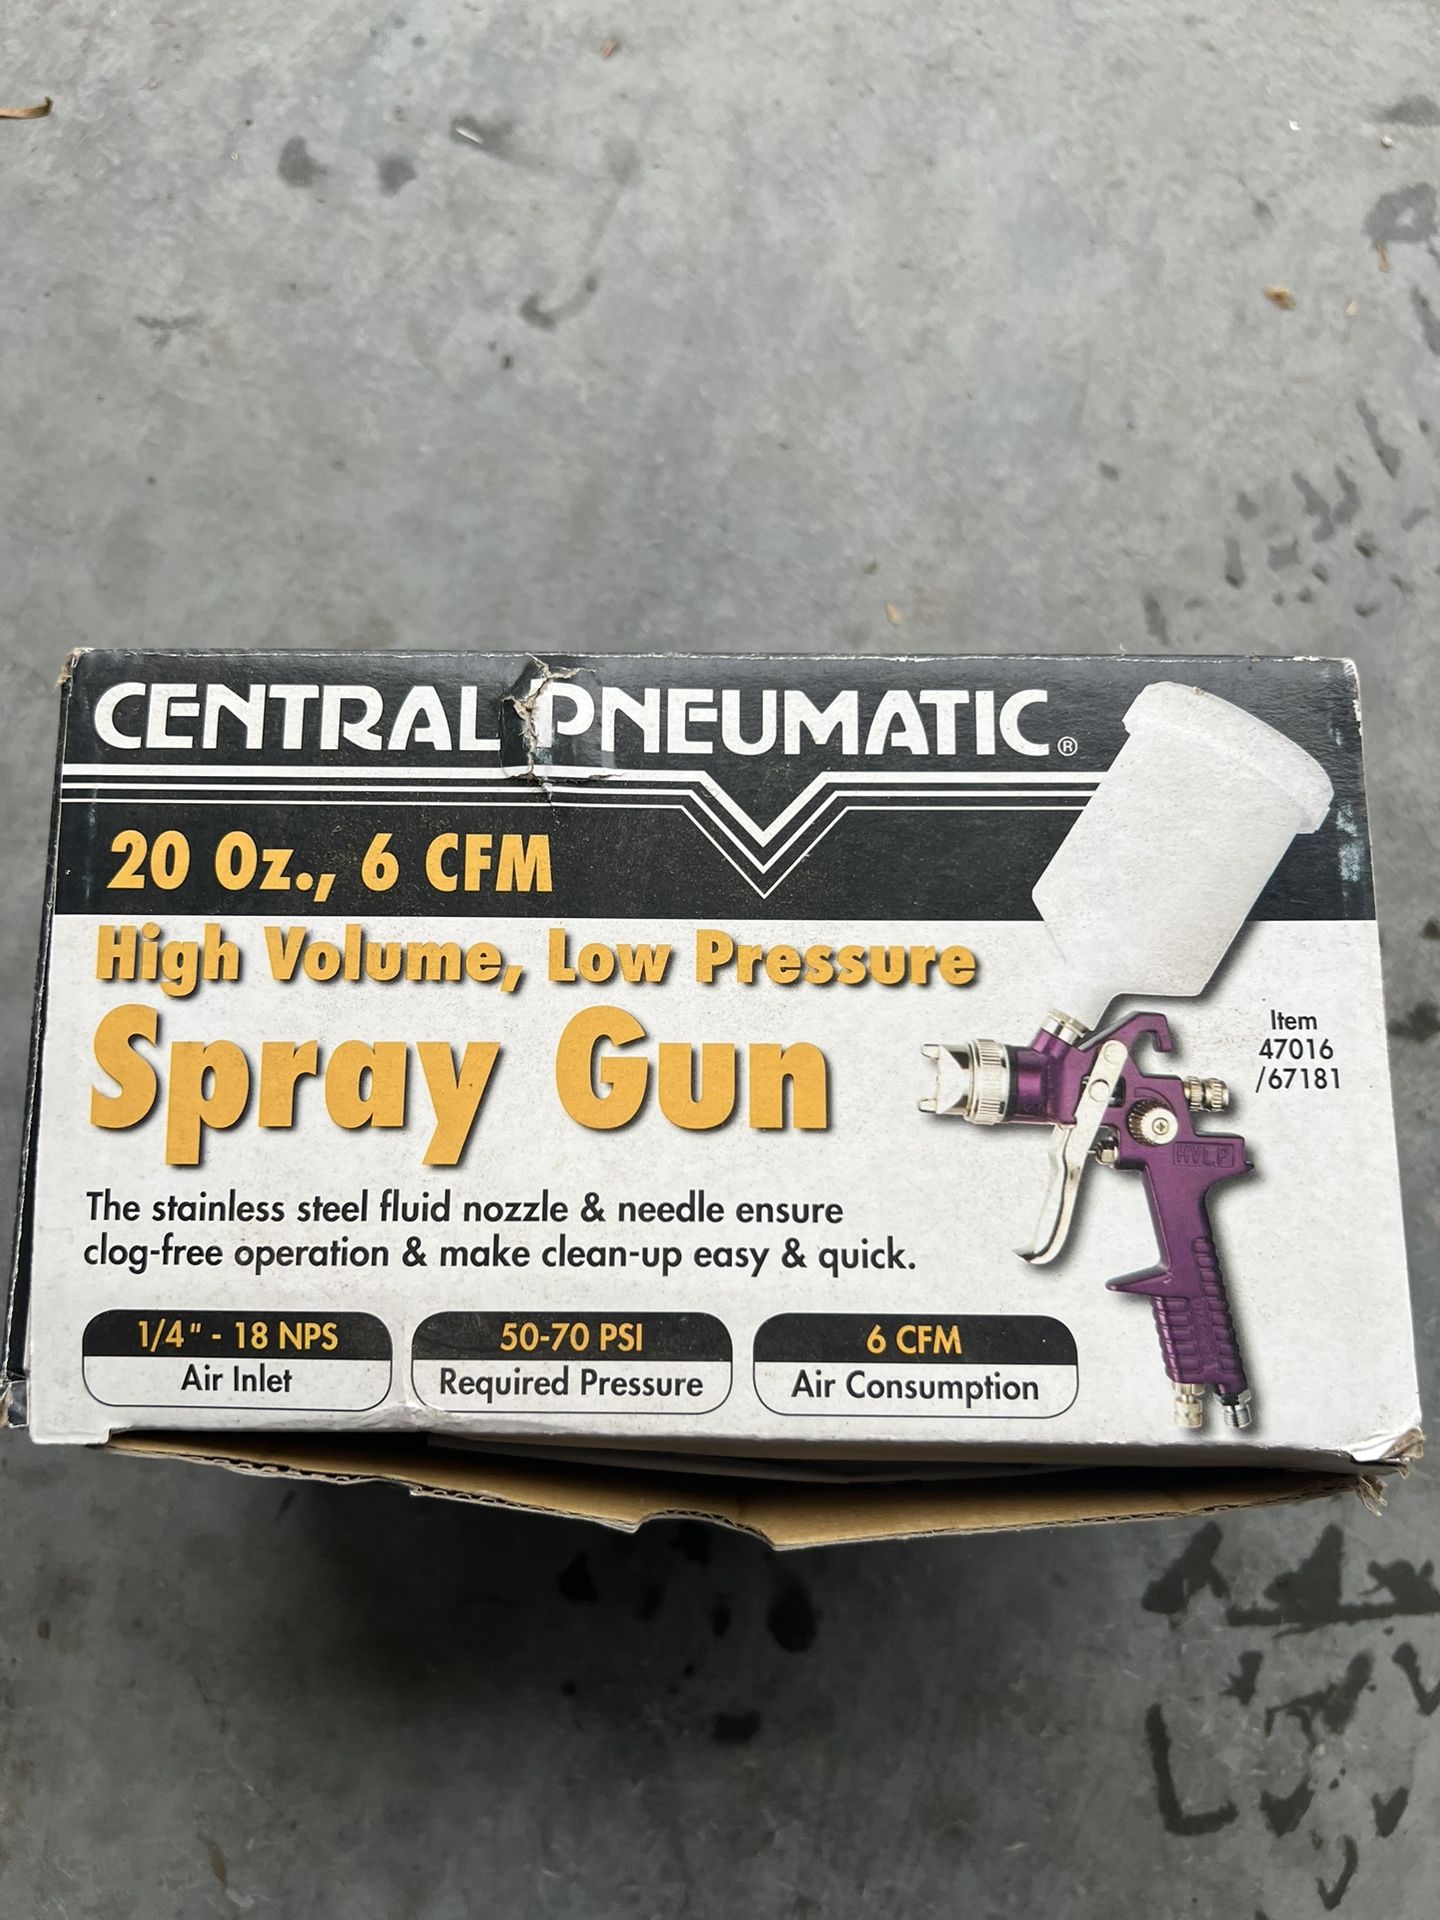 CENTRAL PNEUMATIC®
20 Oz., 6 CFM
High Volume, Low Pressure
Spray Gun
Item
47016
/67181
HVLP
The stainless steel fluid nozzle & needle ensure
clog-free operation & make clean-up easy & quick.
1/4" - 18 NPS
Air Inlet
50-70 PSI
Required Pressure
6 CFM
Air Consumption